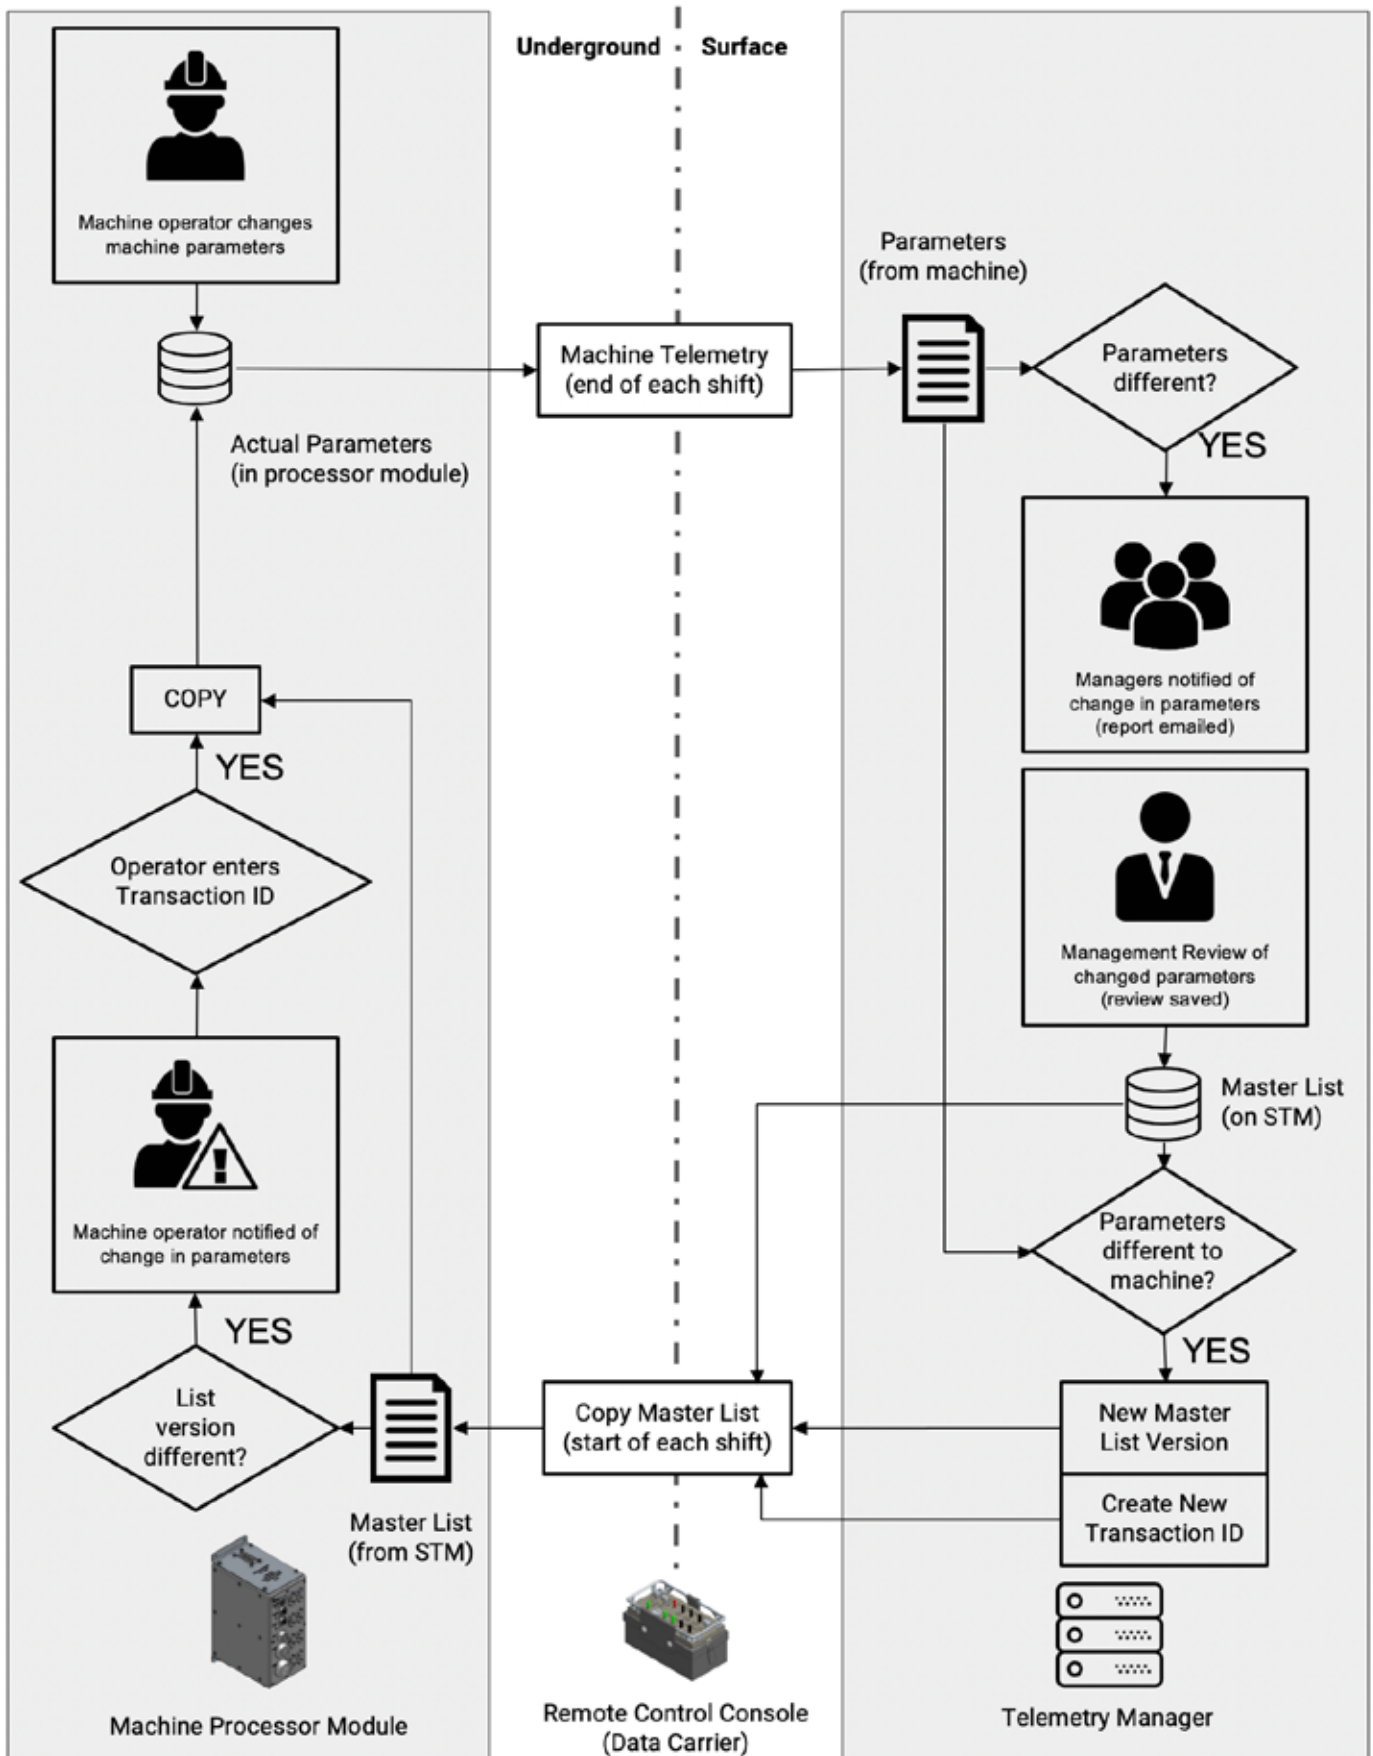 Underground
Surface
Machine operator changes
machine parameters
Parameters
(from machine)
Machine Telemetry
(end of each shift)
Parameters
different?
YES
Actual Parameters
(in processor module)
Managers notified of
change in parameters
(report emailed)
COPY
YES
Operator enters
Transaction ID
Management Review of
changed parameters
(review saved)
Master List
(on STM)
Machine operator notified of
change in parameters
Parameters
different to
machine?
YES
YES
List
version
different?
Copy Master List
(start of each shift)
New Master
List Version
Create New
Transaction ID
Master List
(from STM)
Machine Processor Module
Remote Control Console
(Data Carrier)
Telemetry Manager